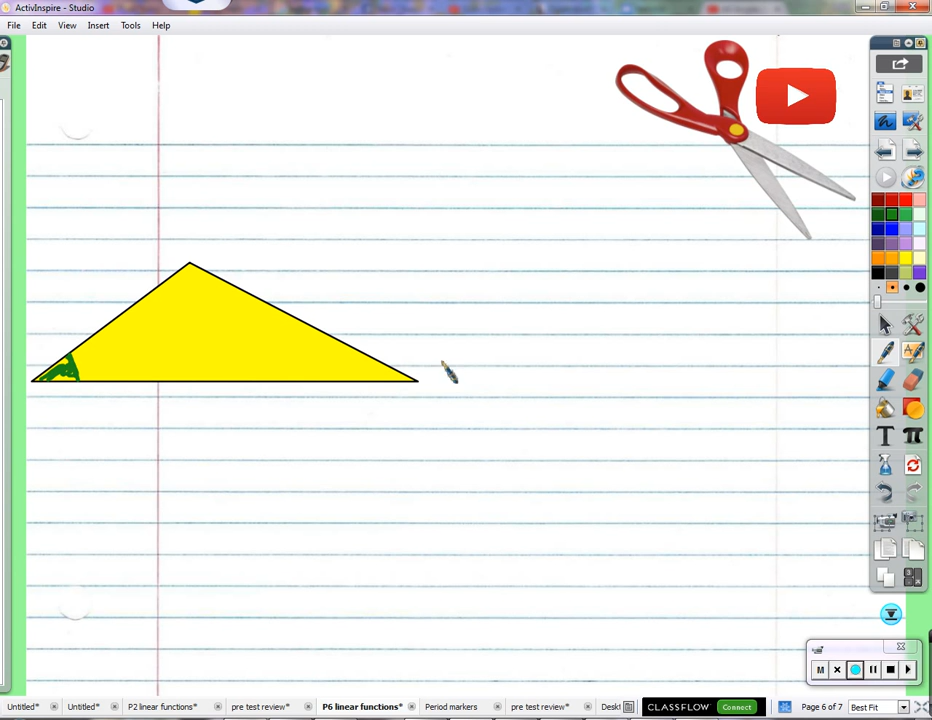 ActivInspire - Studio
File Edit View Insert Tools Help
M
Untitled* Untitled* P2 linear functions* pre test review* P6 linear functions* Period markers pre test review* Deskt
CLASSFLOW Connect
Page 6 of 7
Best Fit